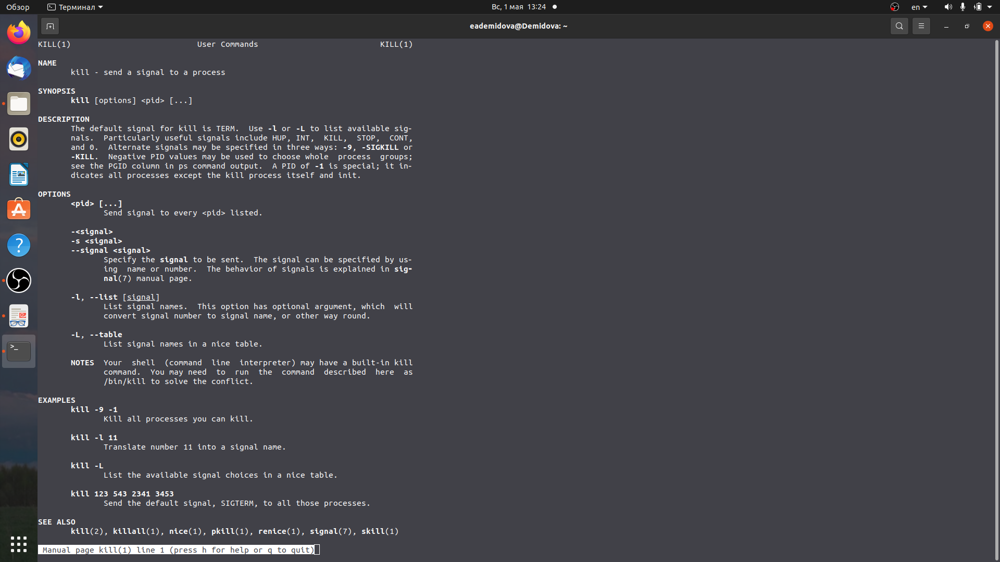 Обзор
Терминал
Вс, 1 мая 13:24
en
eademidova@Demidova: ~
KILL(1) User Commands KILL(1)
NAME
kill - send a signal to a process
SYNOPSIS
kill [options] <pid> [...]
DESCRIPTION
The default signal for kill is TERM. Use -l or -L to list available sig-
nals. Particularly useful signals include HUP, INT, KILL, STOP, CONT,
and 0. Alternate signals may be specified in three ways: -9, -SIGKILL or
-KILL. Negative PID values may be used to choose whole process groups;
see the PGID column in ps command output. A PID of -1 is special; it in-
dicates all processes except the kill process itself and init.
OPTIONS
<pid> [...]
Send signal to every <pid> listed.
-<signal>
-s <signal>
--signal <signal>
Specify the signal to be sent. The signal can be specified by us-
ing name or number. The behavior of signals is explained in sig-
nal(7) manual page.
-l, --list [signal]
List signal names. This option has optional argument, which will
convert signal number to signal name, or other way round.
-L, --table
List signal names in a nice table.
NOTES Your shell (command line interpreter) may have a built-in kill
command. You may need to run the command described here as
/bin/kill to solve the conflict.
EXAMPLES
kill -9 -1
Kill all processes you can kill.
kill -l 11
Translate number 11 into a signal name.
kill -L
List the available signal choices in a nice table.
kill 123 543 2341 3453
Send the default signal, SIGTERM, to all those processes.
SEE ALSO
kill(2), killall(1), nice(1), pkill(1), renice(1), signal(7), skill(1)
Manual page kill(1) line 1 (press h for help or q to quit)